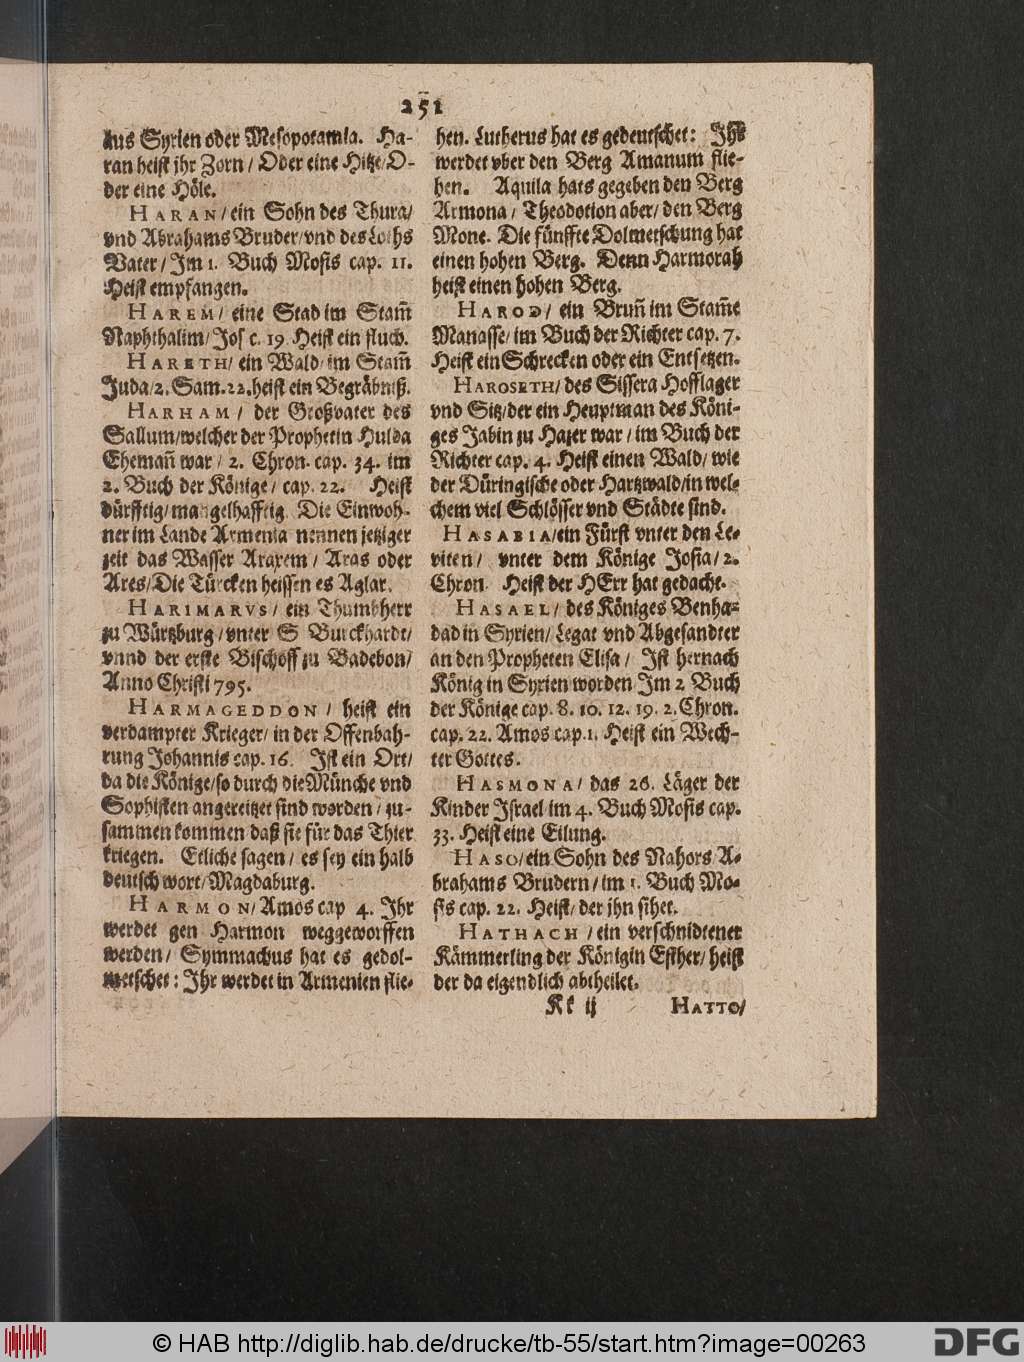 251
aus Syrien oder Mesopotamia. Ha-
ran heist jhr Zorn / Oder eine Hitze / O-
der eine Höle.
HARAN / ein Sohn des Thura /
vnd Abrahams Bruder / vnd des Loths
Vater / Im 1. Buch Mosis cap. 11.
Heist empfangen.
HAREM / eine Stad im Stam̄
Naphthalim / Jos c. 19. Heist ein fluch.
HARETH / ein Wald / im Stam̄
Juda / 2. Sam. 22. heist ein Begräbniß.
HARHAM / der Großvater des
Sallum / welcher der Prophetin Hulda
Ehemañ war / 2. Chron. cap. 34. im
2. Buch der Könige / cap. 22. Heist
dürfftig / mangelhafftig. Die Einwoh-
ner im Lande Armenia nennen jetziger
zeit das Wasser Araxem / Aras oder
Ares / Die Türcken heissen es Aglar.
HARIMARVS / ein Thumbherr
zu Würtzburg / vnter S Burckhardt /
vnnd der erste Bischoff zu Badebon /
Anno Christi 795.
HARMAGEDDON / heist ein
verdampter Krieger / in der Offenbah-
rung Johannis cap. 16. Ist ein Ort /
da die Könige / so durch die Münche vnd
Sophisten angereitzet sind worden / zu-
sammen kommen daß sie für das Thier
kriegen. Etliche sagen / es sey ein halb
deutsch wort / Magdaburg.
HARMON / Amos cap 4. Ihr
werdet gen Harmon weggeworffen
werden / Symmachus hat es gedol-
metschet : Ihr werdet in Armenien flie-
hen. Lutherus hat es gedeutschet : Ihr
werdet vber den Berg Amanum flie-
hen. Aquila hats gegeben den Berg
Armona / Theodotion aber / den Berg
Mone. Die fünffte Dolmetschung hat
einen hohen Berg. Denn Harmorah
heist einen hohen Berg.
HAROD / ein Bruñ im Stam̄e
Manasse / im Buch der Richter cap. 7.
Heist ein Schrecken oder ein Entsetzen.
HAROSETH / des Sissera Hofflager
vnd Sitz / der ein Heuptman des Köni-
ges Jabin zu Hazer war / im Buch der
Richter cap. 4. Heist einen Wald / wie
der Düringische oder Hartzwald / in wel-
chem viel Schlösser vnd Städte sind.
HASABIA / ein Fürst vnter den Le-
viten / vnter dem Könige Josia / 2.
Chron. Heist der HErr hat gedacht.
HASAEL / des Königes Benha-
dad in Syrien / Legat vnd Abgesandter
an den Propheten Elisa / Ist hernach
König in Syrien worden Im 2 Buch
der Könige cap. 8. 10. 12. 19. 2. Chron.
cap. 22. Amos cap. 1. Heist ein Wech-
ter Gottes.
HASMONA / das 26. Läger der
Kinder Israel im 4. Buch Mosis cap.
33. Heist eine Eilung.
HASO / ein Sohn des Nahors / A-
brahams Brudern / im 1. Buch Mo-
sis cap. 22. Heist / der jhn sihet.
HATHACH / ein verschnidtener
Kämmerling der Königin Esther / heist
der da eigendlich abtheilet.
Kk ij HATTO /
© HAB http://diglib.hab.de/drucke/tb-55/start.htm?image=00263
DFG